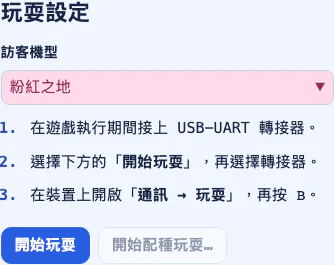 玩耍設定
訪客機型
粉紅之地
1. 在遊戲執行期間接上 USB-UART 轉接器。
2. 選擇下方的「開始玩耍」，再選擇轉接器。
3. 在裝置上開啟「通訊 → 玩耍」，再按 B。
開始玩耍 開始配種玩耍…